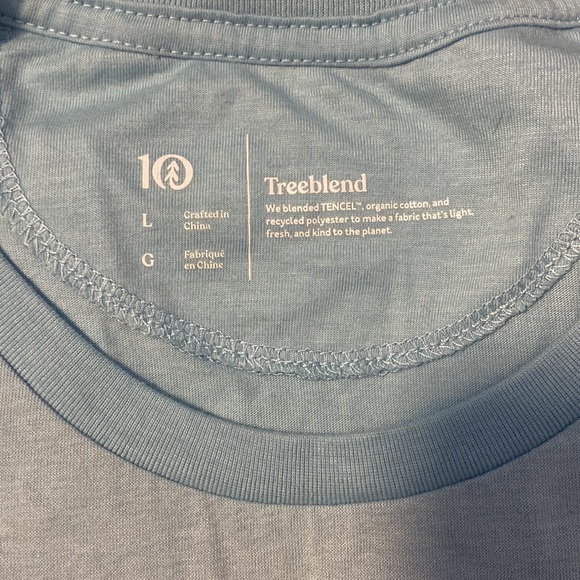 10
L Crafted in
China
G Fabriqué
en Chine
Treeblend
We blended TENCEL™, organic cotton, and
recycled polyester to make a fabric that's light,
fresh, and kind to the planet.